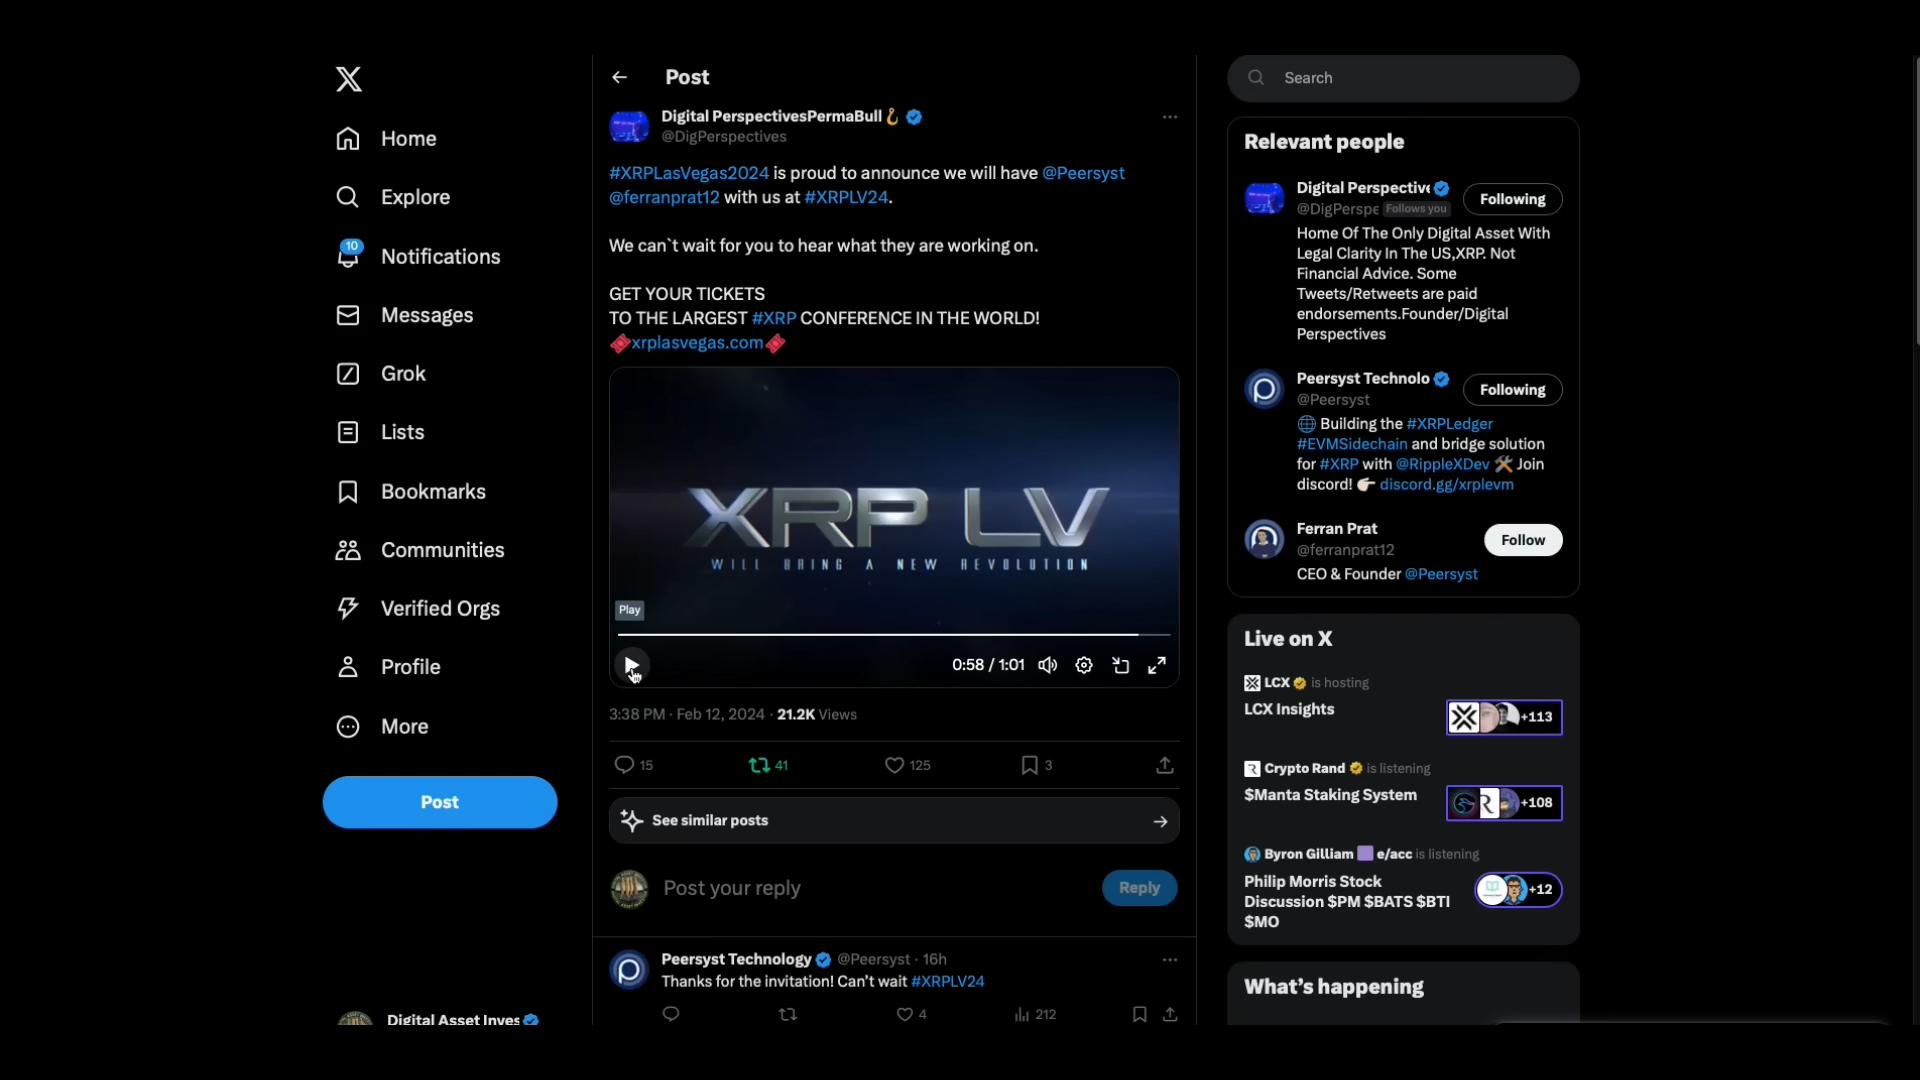 Home
Explore
10
Notifications
Messages
Grok
Lists
Bookmarks
Communities
Verified Orgs
Profile
More
Post
Digital Asset Inves
Post
Digital PerspectivesPermaBull
@DigPerspectives
#XRPLasVegas2024 is proud to announce we will have @Peersyst
@ferranprat12 with us at #XRPLV24.
We can`t wait for you to hear what they are working on.
GET YOUR TICKETS
TO THE LARGEST #XRP CONFERENCE IN THE WORLD!
xrplasvegas.com
XRP LV
WILL BRING A NEW REVOLUTION
Play
0:58 / 1:01
3:38 PM · Feb 12, 2024 · 21.2K Views
15 41 125 3
See similar posts
Post your reply
Reply
Peersyst Technology @Peersyst · 16h
Thanks for the invitation! Can't wait #XRPLV24
4 212
Search
Relevant people
Digital Perspectiv
@DigPerspe Follows you
Following
Home Of The Only Digital Asset With
Legal Clarity In The US,XRP. Not
Financial Advice. Some
Tweets/Retweets are paid
endorsements.Founder/Digital
Perspectives
Peersyst Technolo
@Peersyst
Following
Building the #XRPLedger
#EVMSidechain and bridge solution
for #XRP with @RippleXDev Join
discord! discord.gg/xrplevm
Ferran Prat
@ferranprat12
Follow
CEO & Founder @Peersyst
Live on X
LCX is hosting
LCX Insights
+113
Crypto Rand is listening
$Manta Staking System
+108
Byron Gilliam e/acc is listening
Philip Morris Stock
Discussion $PM $BATS $BTI
$MO
+12
What's happening